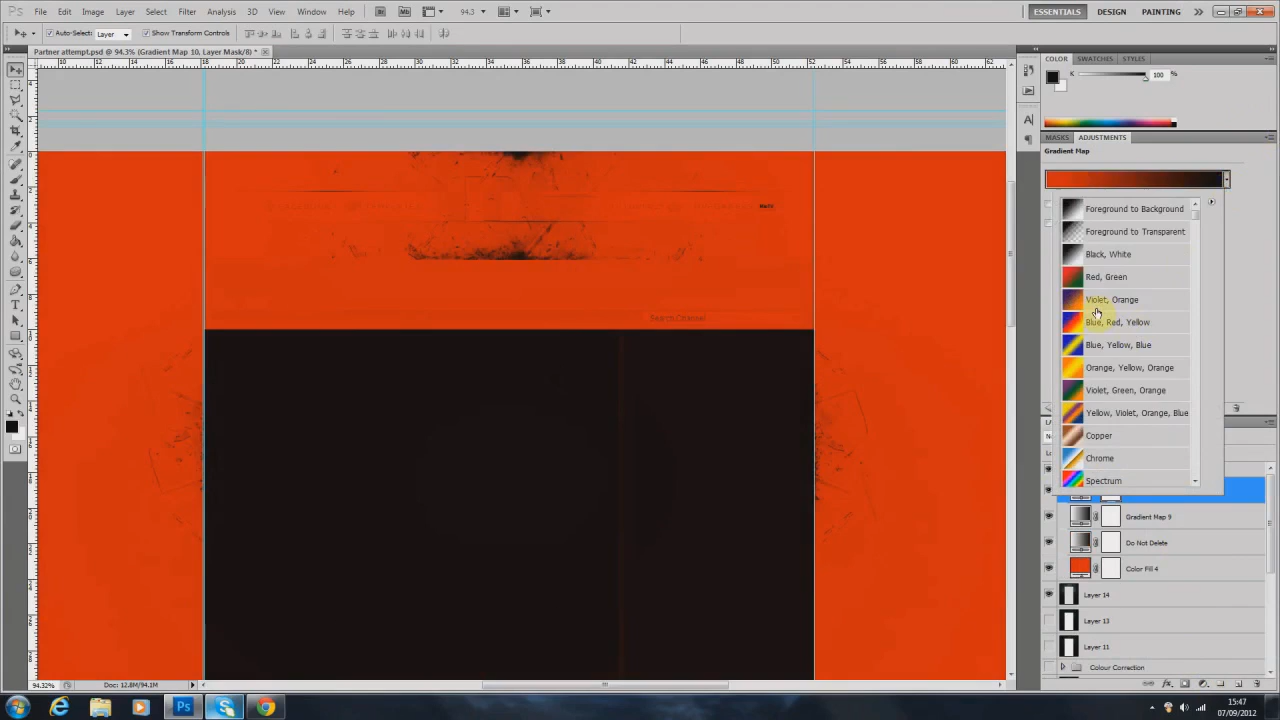 Ps File Edit Image Layer Select Filter Analysis 3D View Window Help Br Mb 94.3 ESSENTIALS DESIGN PAINTING
Auto-Select: Layer Show Transform Controls
Partner attempt.psd @ 94.3% (Gradient Map 10, Layer Mask/8) *
COLOR SWATCHES STYLES
K 100 %
MASKS ADJUSTMENTS
Gradient Map
Foreground to Background
Foreground to Transparent
Black, White
Red, Green
Violet, Orange
Blue, Red, Yellow
Blue, Yellow, Blue
Orange, Yellow, Orange
Violet, Green, Orange
Yellow, Violet, Orange, Blue
Copper
Chrome
Spectrum
Search Channel
Gradient Map 9
Do Not Delete
Color Fill 4
Layer 14
Layer 13
Layer 11
Colour Correction
94.32% Doc: 12.8M/94.1M
15:47
07/09/2012